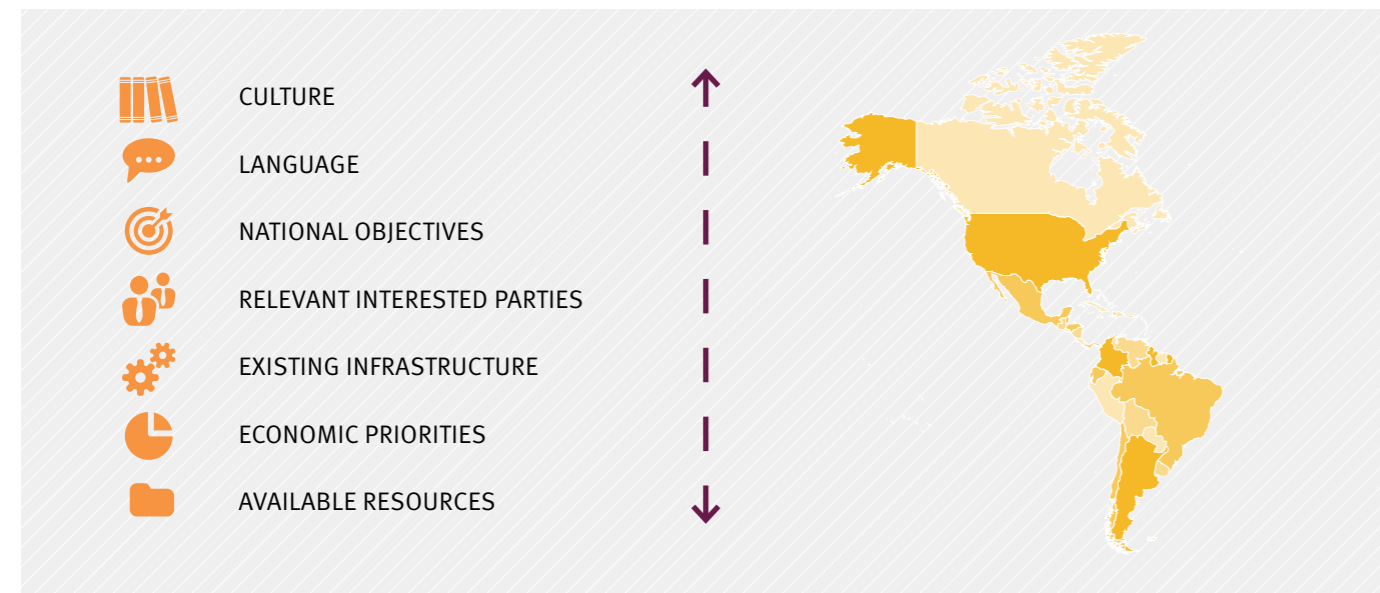 CULTURE
LANGUAGE
NATIONAL OBJECTIVES
RELEVANT INTERESTED PARTIES
EXISTING INFRASTRUCTURE
ECONOMIC PRIORITIES
AVAILABLE RESOURCES